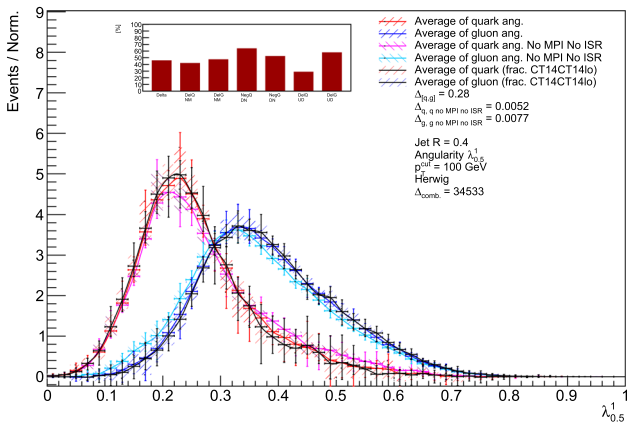 Events / Norm.
9
8
7
6
5
4
3
2
1
0
0
0.1
0.2
0.3
0.4
0.5
0.6
0.7
0.8
0.9
1
λ¹₀.₅
[%]
100
90
80
70
60
50
40
30
20
10
0
Delta
DelQ NM
DelG NM
NegQ DN
NegG DN
DelQ UD
DelG UD
Average of quark ang.
Average of gluon ang.
Average of quark ang. No MPI No ISR
Average of gluon ang. No MPI No ISR
Average of quark (frac. CT14CT14lo)
Average of gluon (frac. CT14CT14lo)
Δ[q,g] = 0.28
Δq, q no MPI no ISR = 0.0052
Δg, g no MPI no ISR = 0.0077
Jet R = 0.4
Angularity λ¹₀.₅
p_T^cut = 100 GeV
Herwig
Δcomb. = 34533